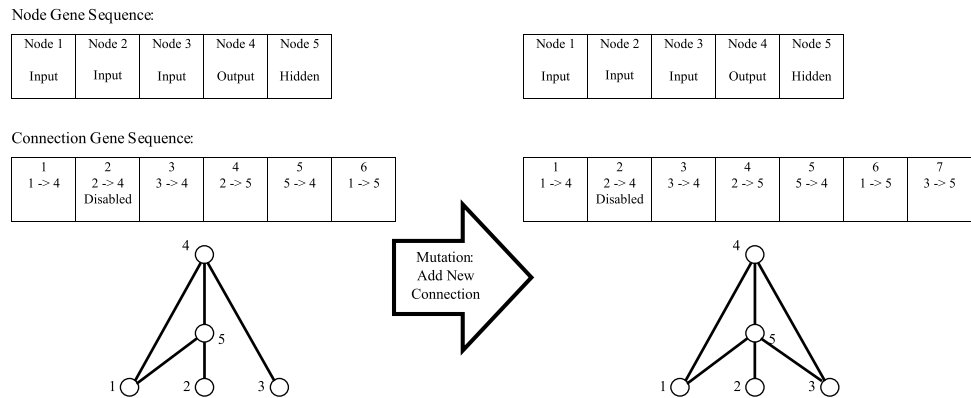 Node Gene Sequence:
Node 1 Node 2 Node 3 Node 4 Node 5
Input Input Input Output Hidden
Node 1 Node 2 Node 3 Node 4 Node 5
Input Input Input Output Hidden
Connection Gene Sequence:
1 2 3 4 5 6
1 -> 4 2 -> 4 3 -> 4 2 -> 5 5 -> 4 1 -> 5
Disabled
1 2 3 4 5 6 7
1 -> 4 2 -> 4 3 -> 4 2 -> 5 5 -> 4 1 -> 5 3 -> 5
Disabled
4
5
1 2 3
Mutation:
Add New
Connection
4
5
1 2 3